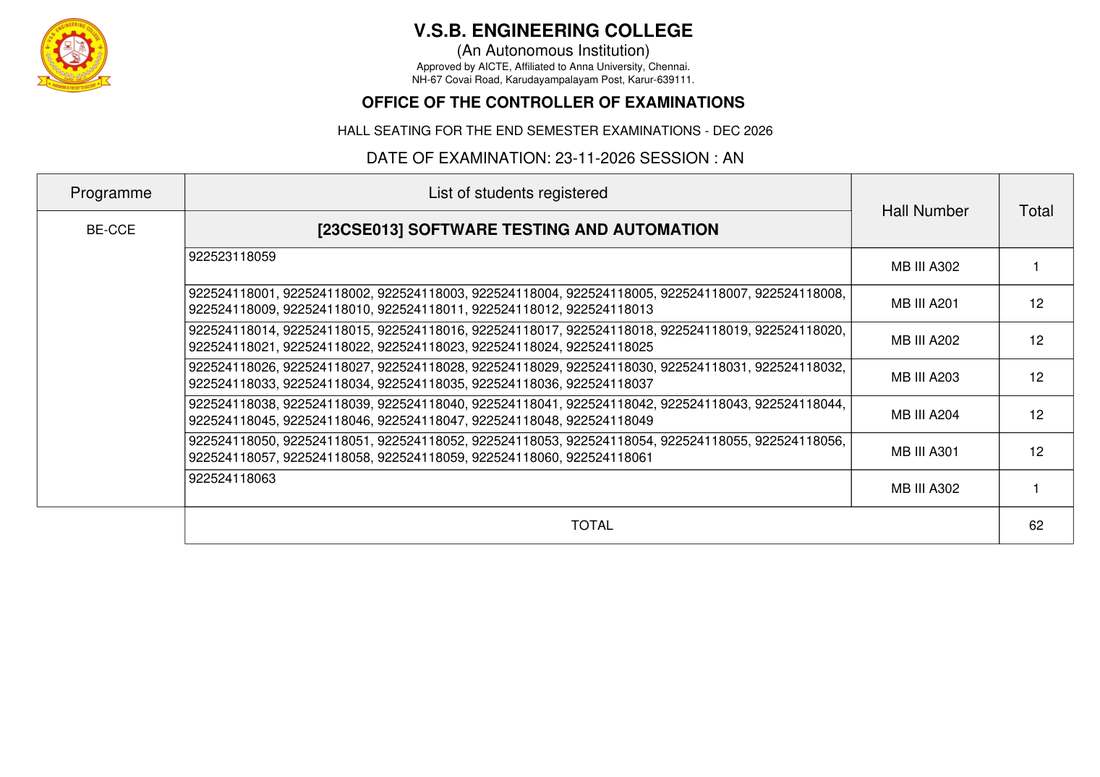 V.S.B. ENGINEERING COLLEGE
(An Autonomous Institution)
Approved by AICTE, Affiliated to Anna University, Chennai.
NH-67 Covai Road, Karudayampalayam Post, Karur-639111.
OFFICE OF THE CONTROLLER OF EXAMINATIONS
HALL SEATING FOR THE END SEMESTER EXAMINATIONS - DEC 2026
DATE OF EXAMINATION: 23-11-2026 SESSION : AN
Programme List of students registered Hall Number Total
BE-CCE [23CSE013] SOFTWARE TESTING AND AUTOMATION
922523118059 MB III A302 1
922524118001, 922524118002, 922524118003, 922524118004, 922524118005, 922524118007, 922524118008,
922524118009, 922524118010, 922524118011, 922524118012, 922524118013 MB III A201 12
922524118014, 922524118015, 922524118016, 922524118017, 922524118018, 922524118019, 922524118020,
922524118021, 922524118022, 922524118023, 922524118024, 922524118025 MB III A202 12
922524118026, 922524118027, 922524118028, 922524118029, 922524118030, 922524118031, 922524118032,
922524118033, 922524118034, 922524118035, 922524118036, 922524118037 MB III A203 12
922524118038, 922524118039, 922524118040, 922524118041, 922524118042, 922524118043, 922524118044,
922524118045, 922524118046, 922524118047, 922524118048, 922524118049 MB III A204 12
922524118050, 922524118051, 922524118052, 922524118053, 922524118054, 922524118055, 922524118056,
922524118057, 922524118058, 922524118059, 922524118060, 922524118061 MB III A301 12
922524118063 MB III A302 1
TOTAL 62